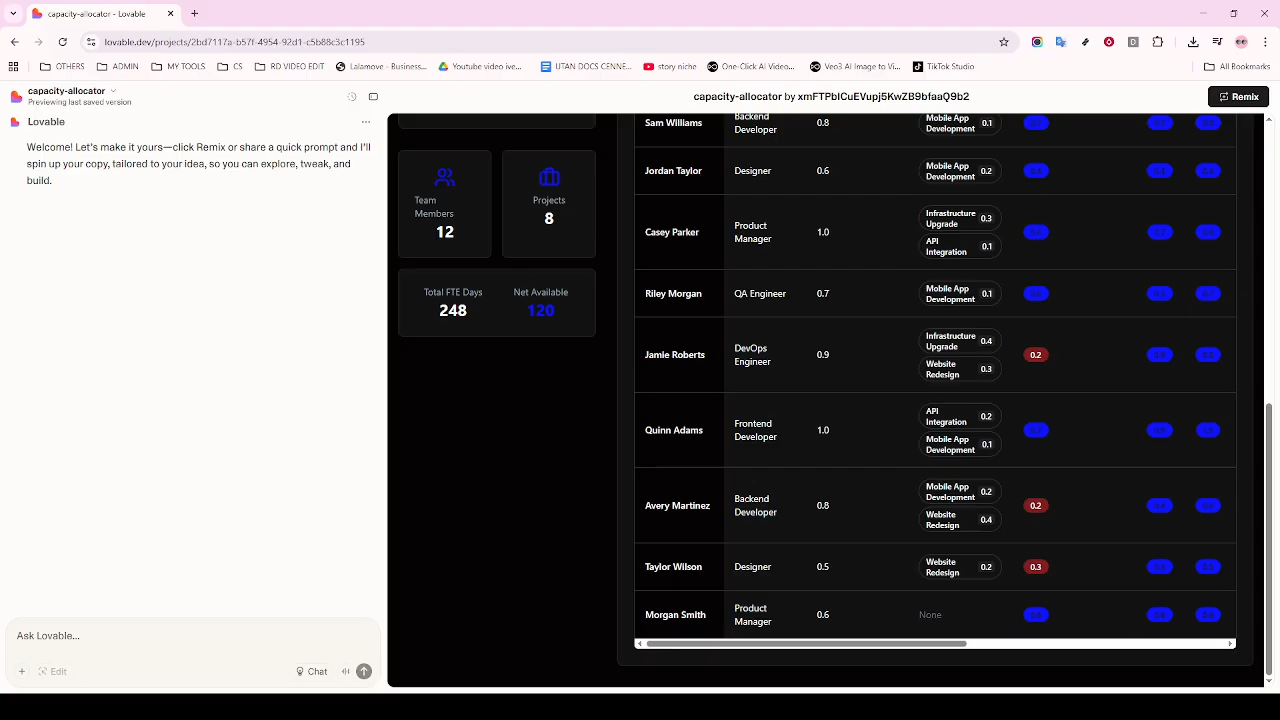 capacity-allocator - Lovable
lovable.dev/projects/2bd7117a-b57f-4954-92d1-c5b88c3c1195
OTHERS
ADMIN
MY TOOLS
CS
RD VIDEO EDIT
Lalamove – Business...
Youtube video ive...
UTAN DOCS CENNE...
story niche
One-Click AI Video...
Veo3 AI Image to Vi...
TikTok Studio
All Bookmarks
capacity-allocator
Previewing last saved version
capacity-allocator by xmFTPbICuEVupj5KwZB9bfaaQ9b2
Remix
Lovable
Welcome! Let's make it yours—click Remix or share a quick prompt and I'll
spin up your copy, tailored to your idea, so you can explore, tweak, and
build.
Ask Lovable...
Edit
Chat
Team
Members
12
Projects
8
Total FTE Days
248
Net Available
120
Sam Williams
Backend
Developer
0.8
Mobile App
Development
0.1
Jordan Taylor
Designer
0.6
Mobile App
Development
0.2
Casey Parker
Product
Manager
1.0
Infrastructure
Upgrade
0.3
API
Integration
0.1
Riley Morgan
QA Engineer
0.7
Mobile App
Development
0.1
Jamie Roberts
DevOps
Engineer
0.9
Infrastructure
Upgrade
0.4
Website
Redesign
0.3
0.2
Quinn Adams
Frontend
Developer
1.0
API
Integration
0.2
Mobile App
Development
0.1
Avery Martinez
Backend
Developer
0.8
Mobile App
Development
0.2
Website
Redesign
0.4
0.2
Taylor Wilson
Designer
0.5
Website
Redesign
0.2
0.3
Morgan Smith
Product
Manager
0.6
None